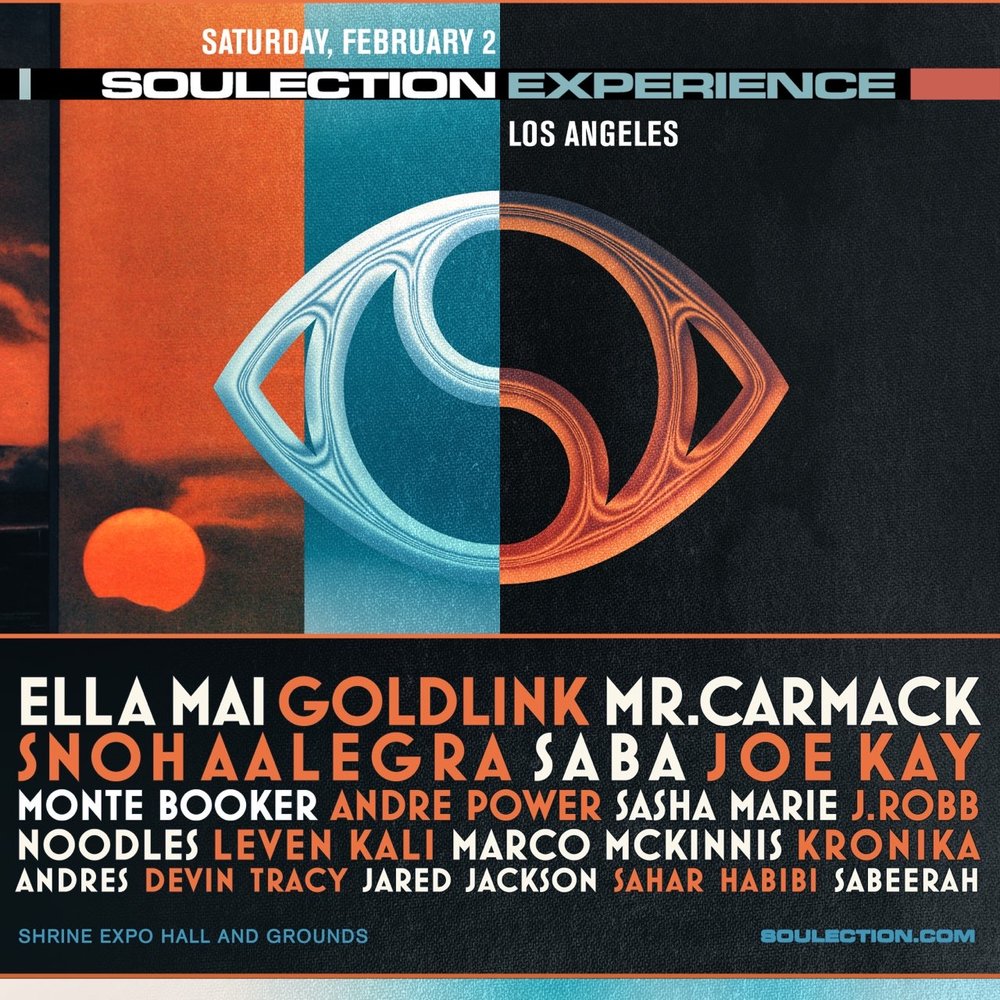 SATURDAY, FEBRUARY 2
SOULECTION EXPERIENCE
LOS ANGELES
ELLA MAI GOLDLINK MR.CARMACK
SNOH AALEGRA SABA JOE KAY
MONTE BOOKER ANDRE POWER SASHA MARIE J.ROBB
NOODLES LEVEN KALI MARCO MCKINNIS KRONIKA
ANDRES DEVIN TRACY JARED JACKSON SAHAR HABIBI SABEERAH
SHRINE EXPO HALL AND GROUNDS
SOULECTION.COM